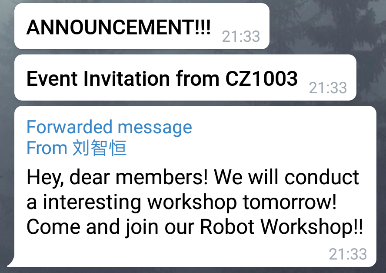 ANNOUNCEMENT!!!
21:33
Event Invitation from CZ1003
21:33
Forwarded message
From 刘智恒
Hey, dear members! We will conduct
a interesting workshop tomorrow!
Come and join our Robot Workshop!!
21:33